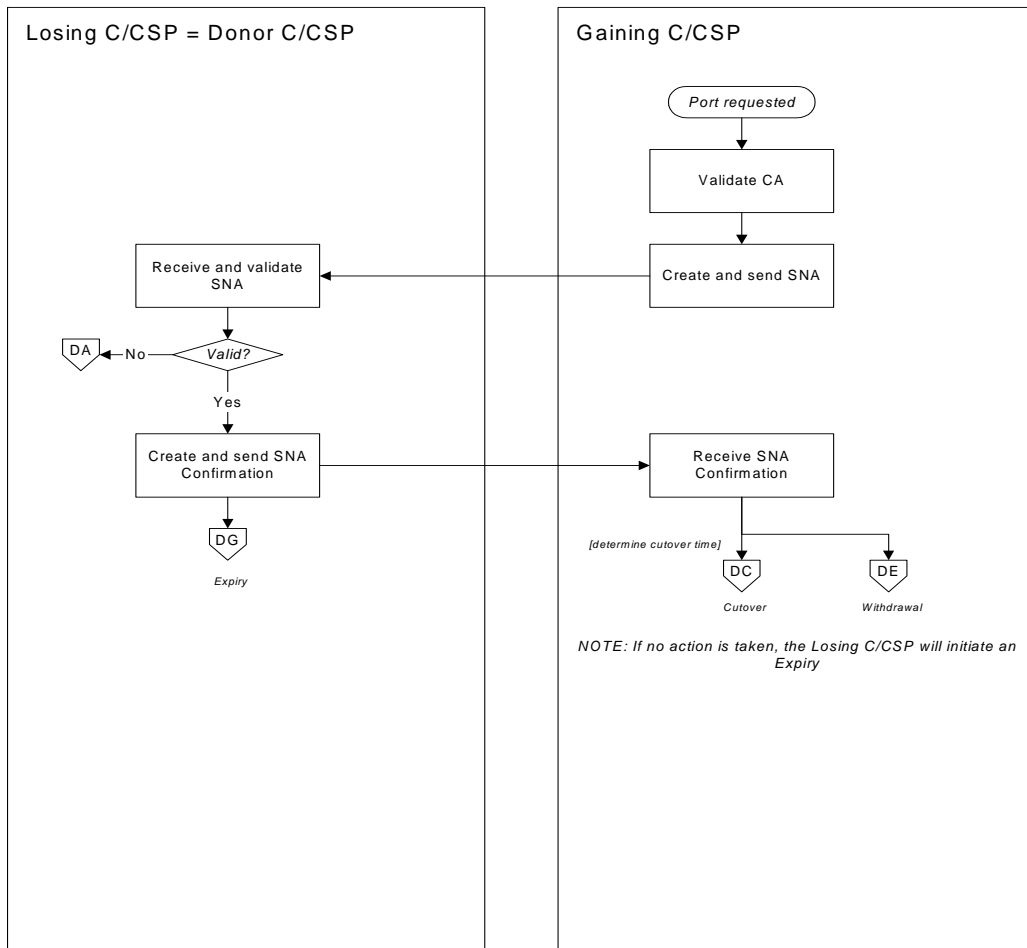 Losing C/CSP = Donor C/CSP
Gaining C/CSP
Port requested
Validate CA
Receive and validate
SNA
Create and send SNA
DA
No
Valid?
Yes
Create and send SNA
Confirmation
Receive SNA
Confirmation
DG
Expiry
[determine cutover time]
DC
DE
Cutover
Withdrawal
NOTE: If no action is taken, the Losing C/CSP will initiate an
Expiry